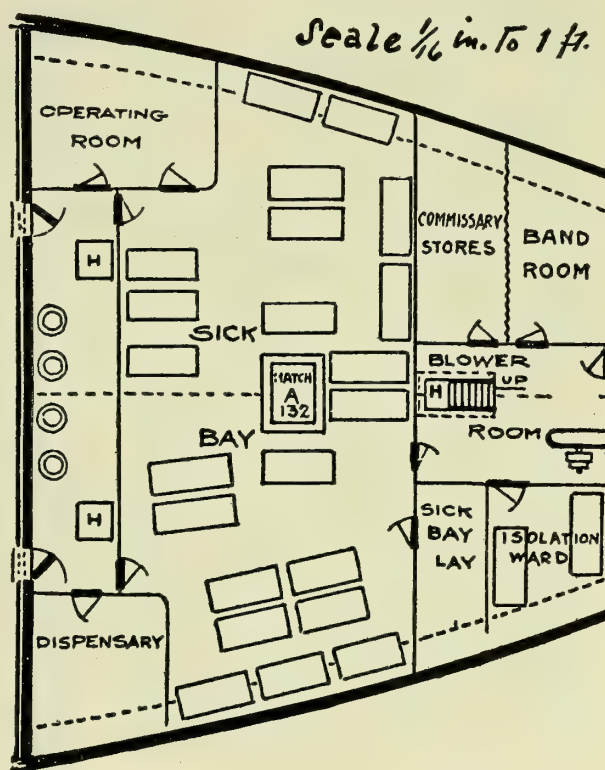 Scale 1/16 in. To 1 ft.
OPERATING
ROOM
COMMISSARY
STORES
BAND
ROOM
H
SICK
BLOWER
UP
H
HATCH
A
132
ROOM
BAY
SICK
BAY
LAY
ISOLATION
WARD
H
DISPENSARY